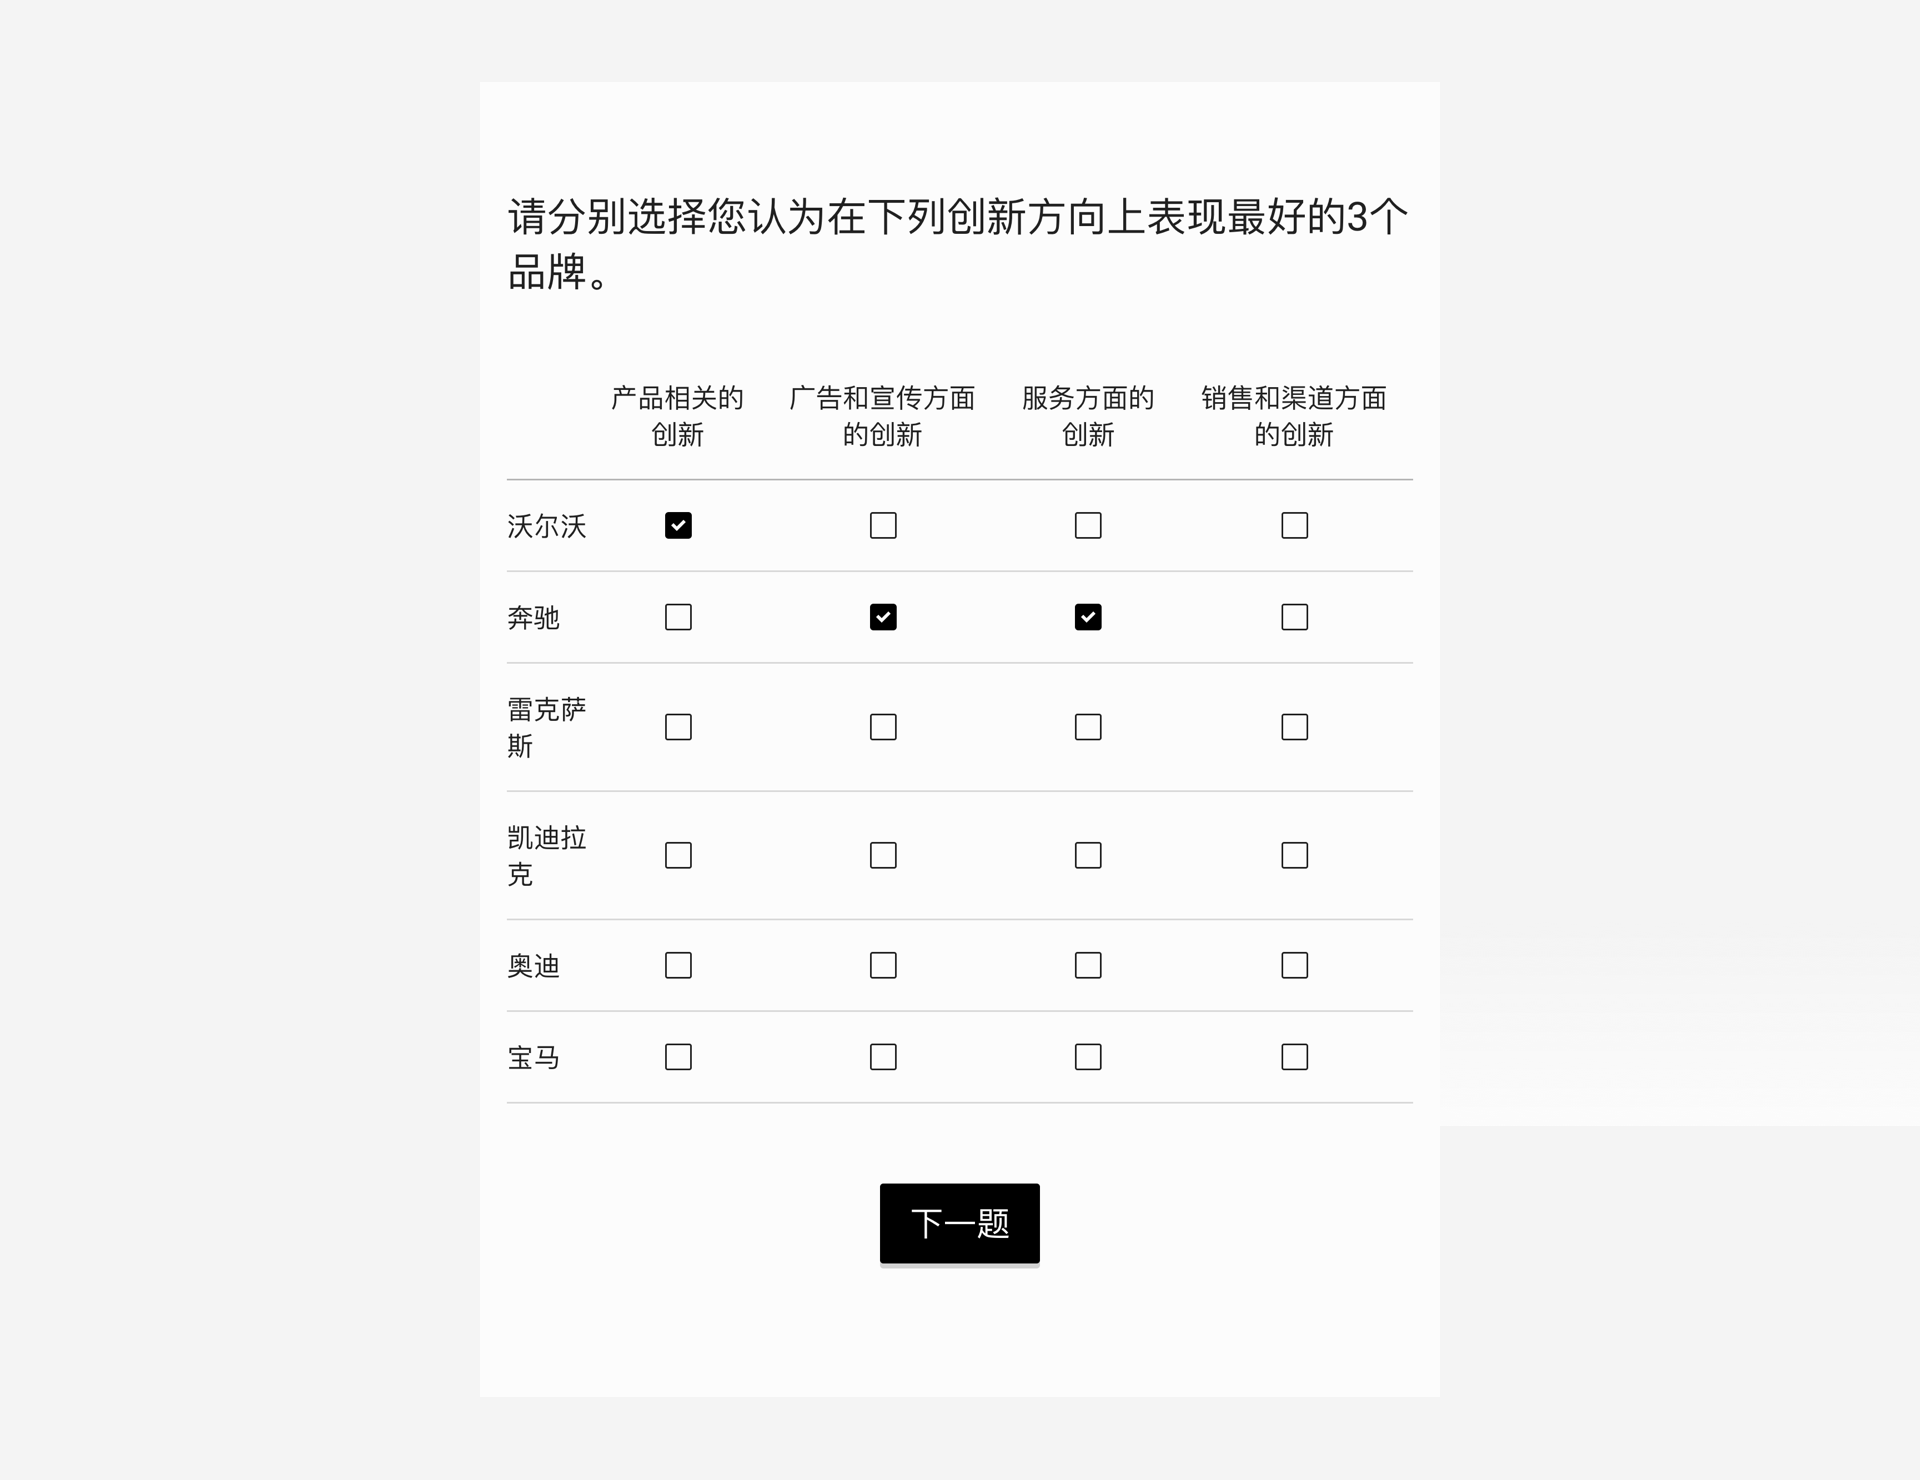 请分别选择您认为在下列创新方向上表现最好的3个
品牌。
产品相关的
创新
广告和宣传方面
的创新
服务方面的
创新
销售和渠道方面
的创新
沃尔沃
奔驰
雷克萨
斯
凯迪拉
克
奥迪
宝马
下一题